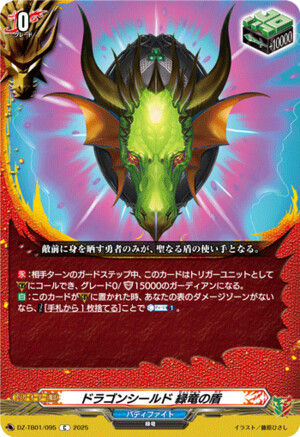 0
グレード
+10000
敵前に身を晒す勇者のみが、聖なる盾の使い手となる。
:相手ターンのガードステップ中、このカードはトリガーユニットとして
にコールでき、グレード0/15000のガーディアンになる。
:このカードが に置かれた時、あなたの表のダメージゾーンがない
なら、[手札から1枚捨てる]ことで 1。
ドラゴンシールド 緑竜の盾
バディファイト
緑竜
DZ-TB01/095 C 2025
イラスト/藤原ひさし